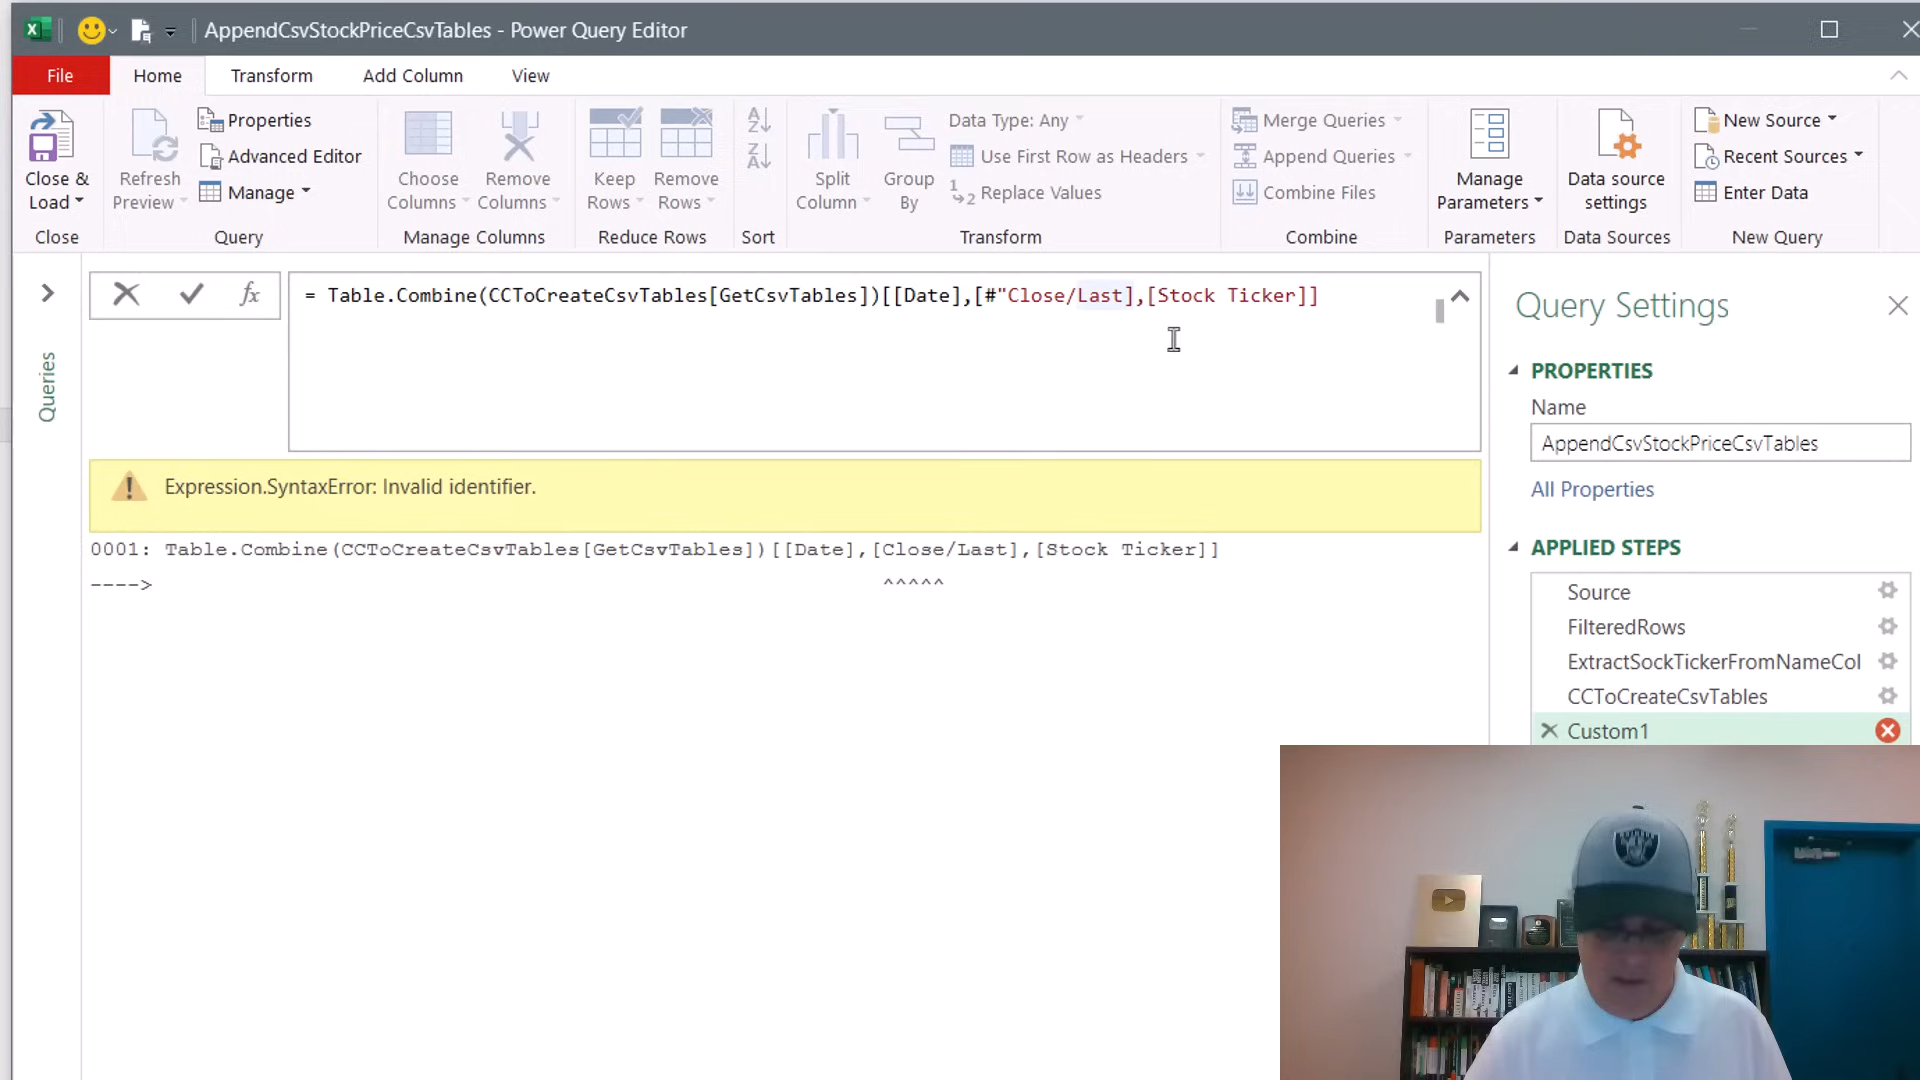 AppendCsvStockPriceCsvTables - Power Query Editor
File
Home
Transform
Add Column
View
Close & Load
Refresh Preview
Properties
Advanced Editor
Manage
Choose Columns
Remove Columns
Keep Rows
Remove Rows
Split Column
Group By
Data Type: Any
Use First Row as Headers
Replace Values
Merge Queries
Append Queries
Combine Files
Manage Parameters
Data source settings
New Source
Recent Sources
Enter Data
Close
Query
Manage Columns
Reduce Rows
Sort
Transform
Combine
Parameters
Data Sources
New Query
Queries
fx
= Table.Combine(CCToCreateCsvTables[GetCsvTables])[[Date],[#"Close/Last],[Stock Ticker]]
Expression.SyntaxError: Invalid identifier.
0001: Table.Combine(CCToCreateCsvTables[GetCsvTables])[[Date],[Close/Last],[Stock Ticker]]
---->                                                  ^^^^^
Query Settings
PROPERTIES
Name
AppendCsvStockPriceCsvTables
All Properties
APPLIED STEPS
Source
FilteredRows
ExtractSockTickerFromNameCol
CCToCreateCsvTables
Custom1